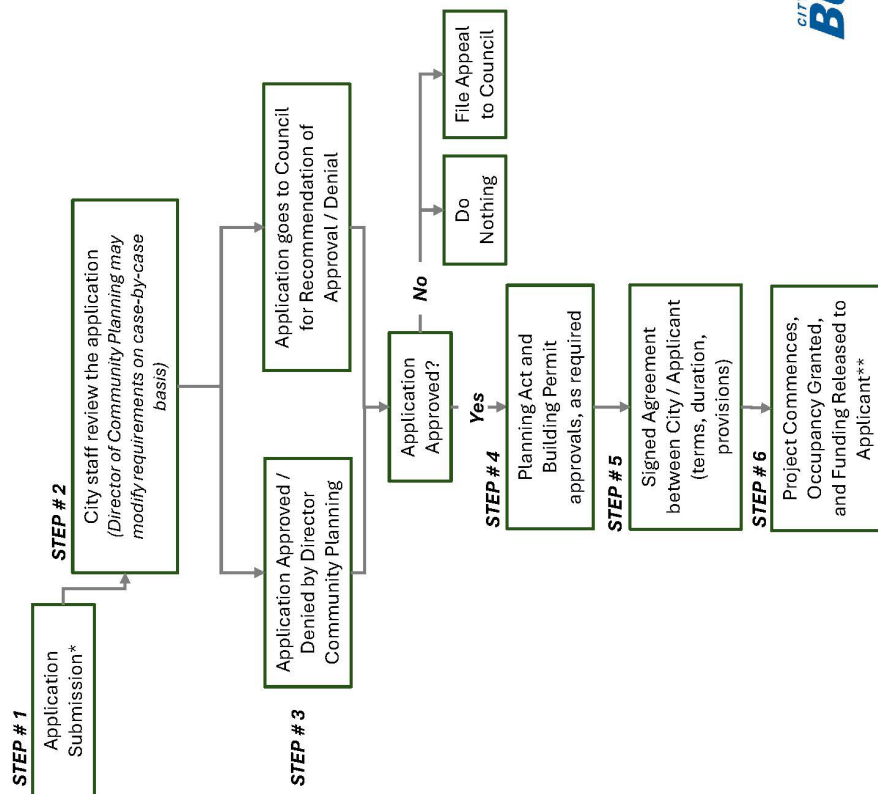 STEP # 1
Application
Submission*
STEP # 2
City staff review the application
(Director of Community Planning may
modify requirements on case-by-case
basis)
STEP # 3
Application Approved /
Denied by Director
Community Planning
Application goes to Council
for Recommendation of
Approval / Denial
Application
Approved?
No
Do
Nothing
File Appeal
to Council
Yes
STEP # 4
Planning Act and
Building Permit
approvals, as required
STEP # 5
Signed Agreement
between City / Applicant
(terms, duration,
provisions)
STEP # 6
Project Commences,
Occupancy Granted,
and Funding Released to
Applicant**